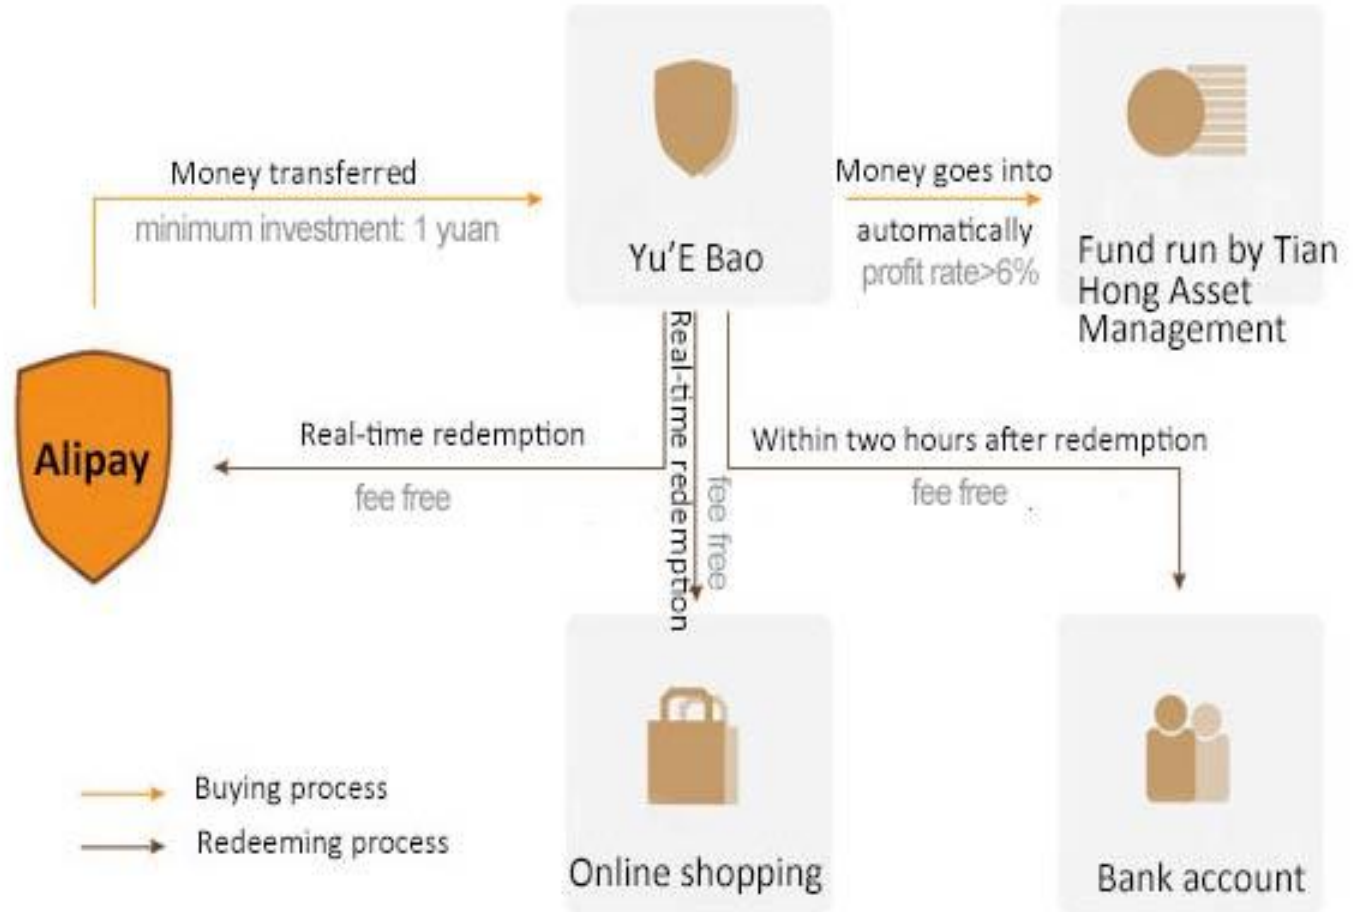 Money transferred
minimum investment: 1 yuan
Yu'E Bao
Money goes into
automatically
profit rate>6%
Fund run by Tian
Hong Asset
Management
Alipay
Real-time redemption
fee free
Real-time redemption
fee free
Within two hours after redemption
fee free
Buying process
Redeeming process
Online shopping
Bank account